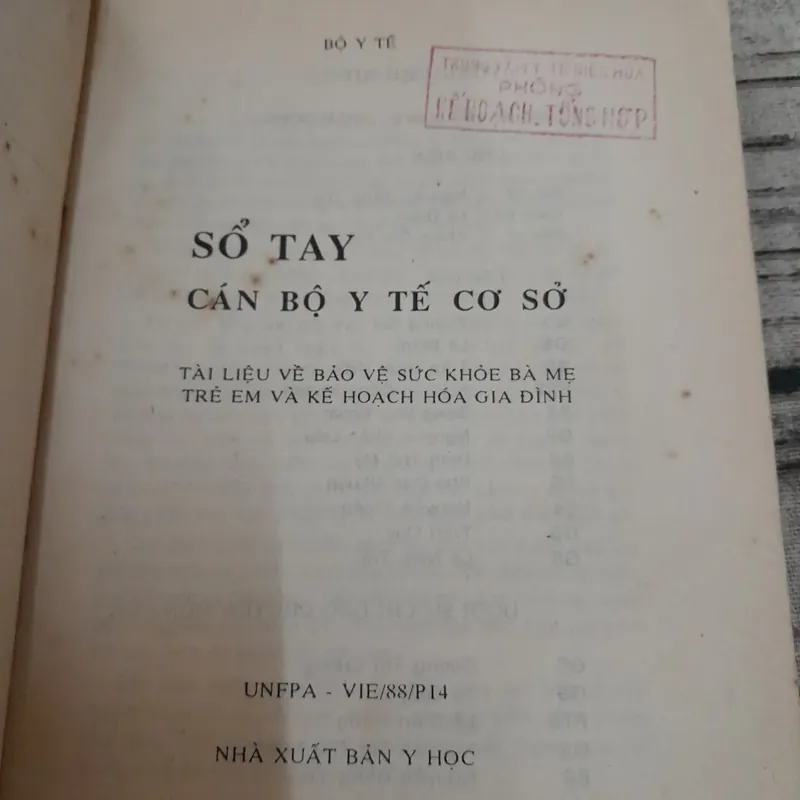 BỘ Y TẾ
PHÒNG
KẾ HOẠCH. TỔNG HỢP
SỔ TAY
CÁN BỘ Y TẾ CƠ SỞ
TÀI LIỆU VỀ BẢO VỆ SỨC KHỎE BÀ MẸ
TRẺ EM VÀ KẾ HOẠCH HÓA GIA ĐÌNH
UNFPA - VIE/88/P14
NHÀ XUẤT BẢN Y HỌC